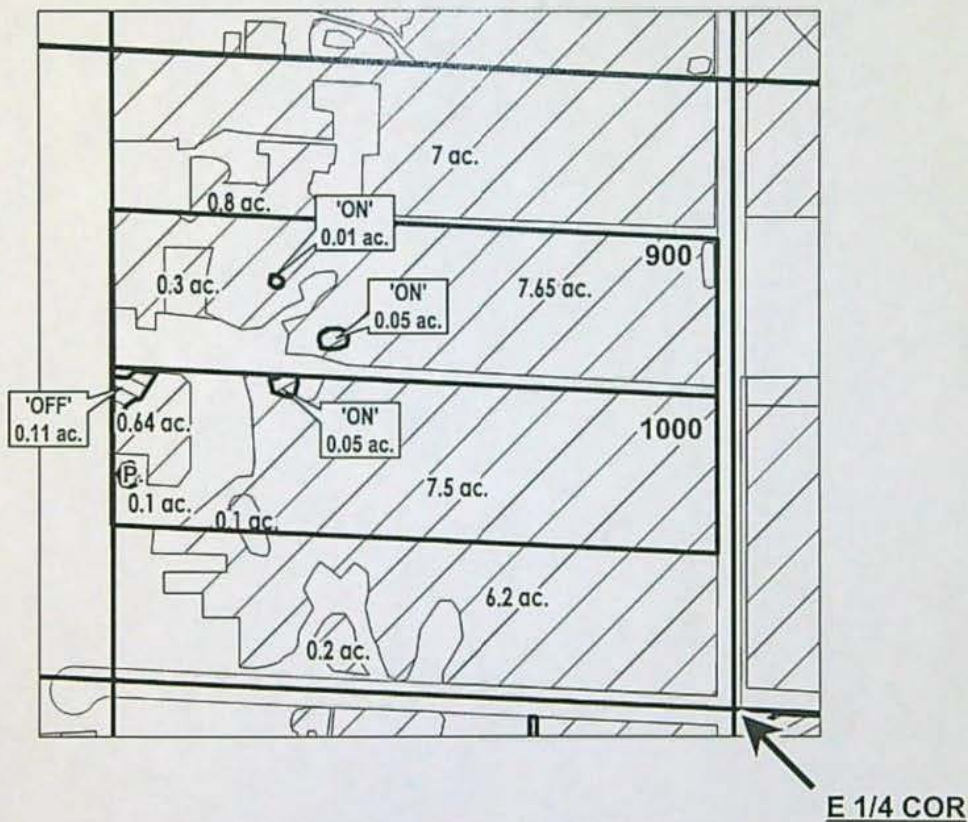 7 ac.
0.8 ac.
'ON'
0.01 ac.
900
0.3 ac.
'ON'
0.05 ac.
7.65 ac.
'OFF'
0.11 ac.
0.64 ac.
'ON'
0.05 ac.
1000
P
0.1 ac.
0.1 ac.
7.5 ac.
6.2 ac.
0.2 ac.
E 1/4 COR